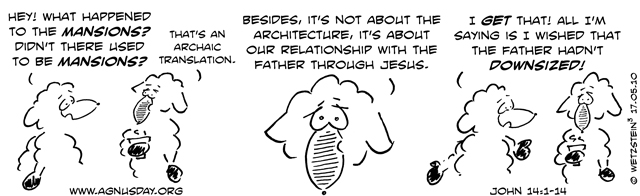 HEY! WHAT HAPPENED
TO THE MANSIONS?
DIDN'T THERE USED
TO BE MANSIONS?
THAT'S AN
ARCHAIC
TRANSLATION.
BESIDES, IT'S NOT ABOUT THE
ARCHITECTURE, IT'S ABOUT
OUR RELATIONSHIP WITH THE
FATHER THROUGH JESUS.
I GET THAT! ALL I'M
SAYING IS I WISHED THAT
THE FATHER HADN'T
DOWNSIZED!
WWW.AGNUSDAY.ORG
JOHN 14:1-14
© WETZSTEIN³ 17.05.10